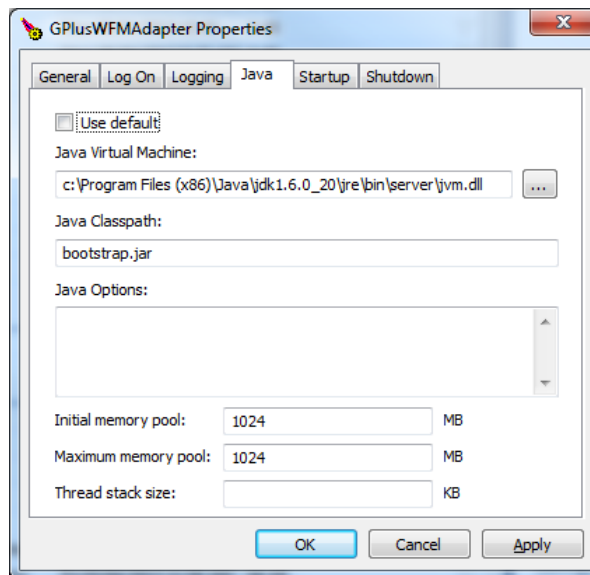 GPlusWFMAdapter Properties
General Log On Logging Java Startup Shutdown
Use default
Java Virtual Machine:
c:\Program Files (x86)\Java\jdk1.6.0_20\jre\bin\server\jvm.dll ...
Java Classpath:
bootstrap.jar
Java Options:
Initial memory pool: 1024 MB
Maximum memory pool: 1024 MB
Thread stack size: KB
OK Cancel Apply